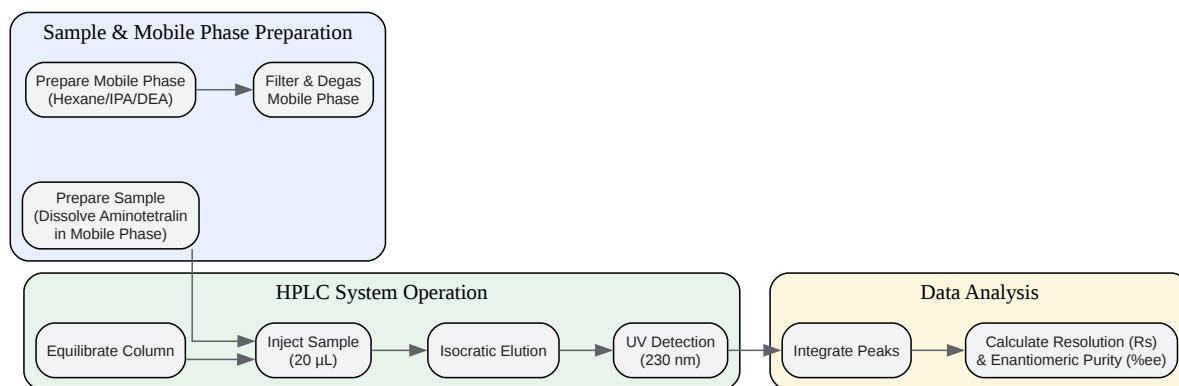 Sample & Mobile Phase Preparation
Prepare Mobile Phase
(Hexane/IPA/DEA)
Filter & Degas
Mobile Phase
Prepare Sample
(Dissolve Aminotetralin
in Mobile Phase)
HPLC System Operation
Equilibrate Column
Inject Sample
(20 µL)
Isocratic Elution
UV Detection
(230 nm)
Data Analysis
Integrate Peaks
Calculate Resolution (Rs)
& Enantiomeric Purity (%ee)